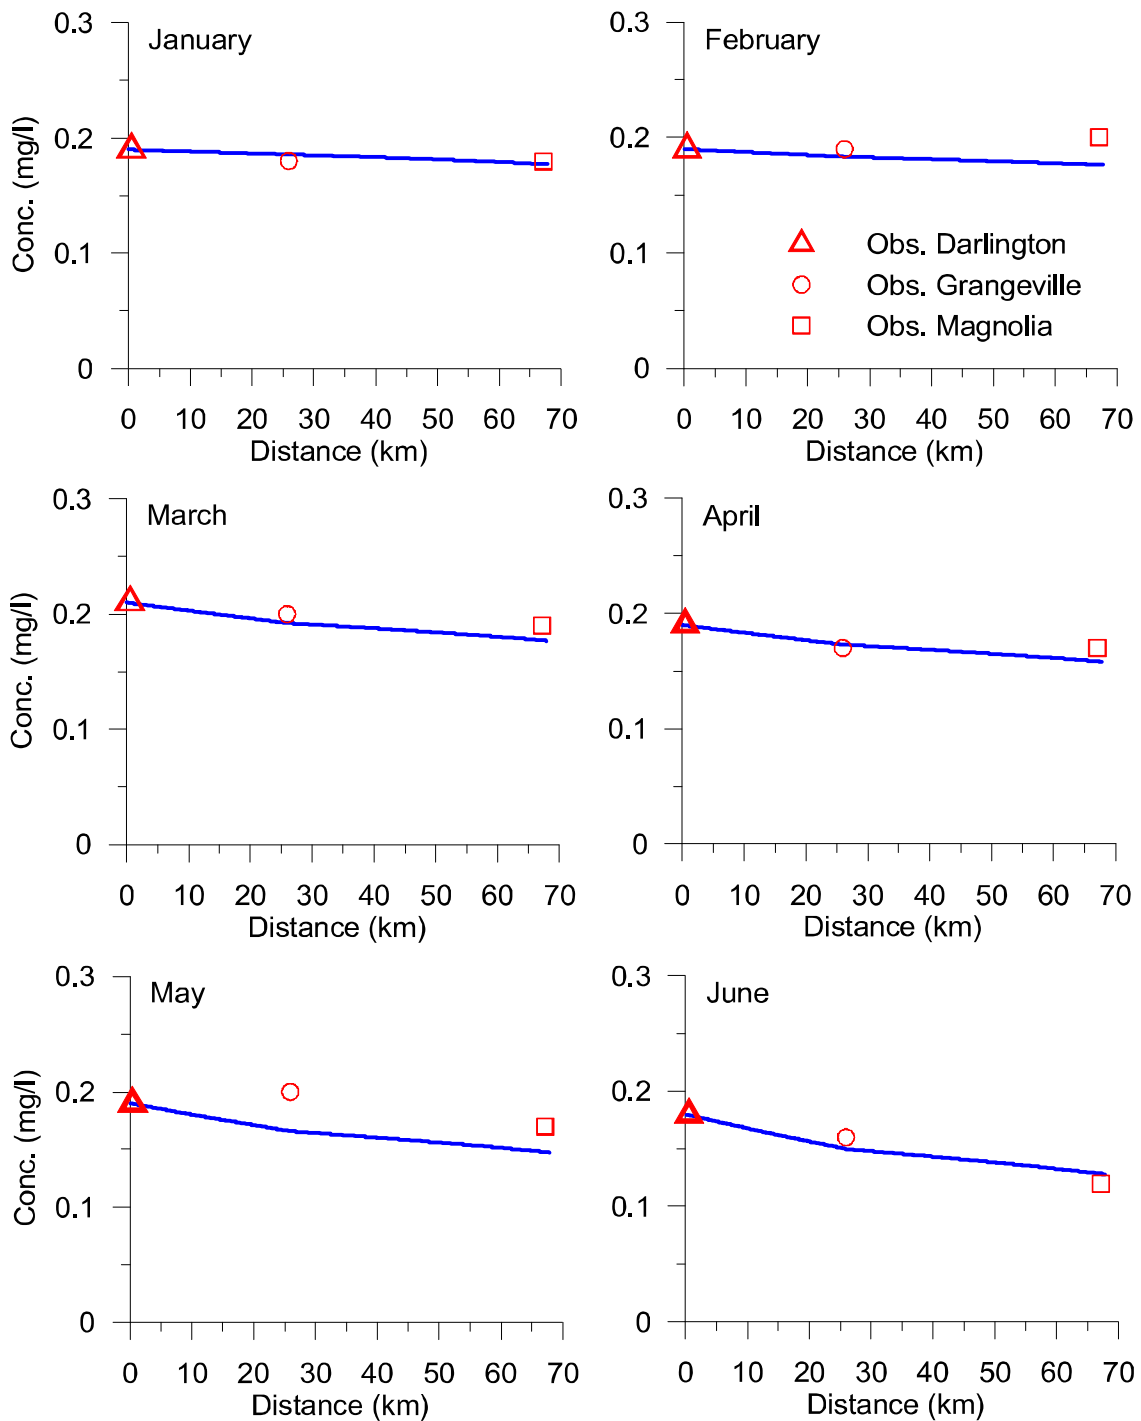 January
0.3
0.2
0.1
0
Conc. (mg/l)
0 10 20 30 40 50 60 70
Distance (km)
February
0.3
0.2
0.1
0
Obs. Darlington
Obs. Grangeville
Obs. Magnolia
0 10 20 30 40 50 60 70
Distance (km)
March
0.3
0.2
0.1
0
Conc. (mg/l)
0 10 20 30 40 50 60 70
Distance (km)
April
0.3
0.2
0.1
0
0 10 20 30 40 50 60 70
Distance (km)
May
0.3
0.2
0.1
0
Conc. (mg/l)
0 10 20 30 40 50 60 70
Distance (km)
June
0.3
0.2
0.1
0
0 10 20 30 40 50 60 70
Distance (km)